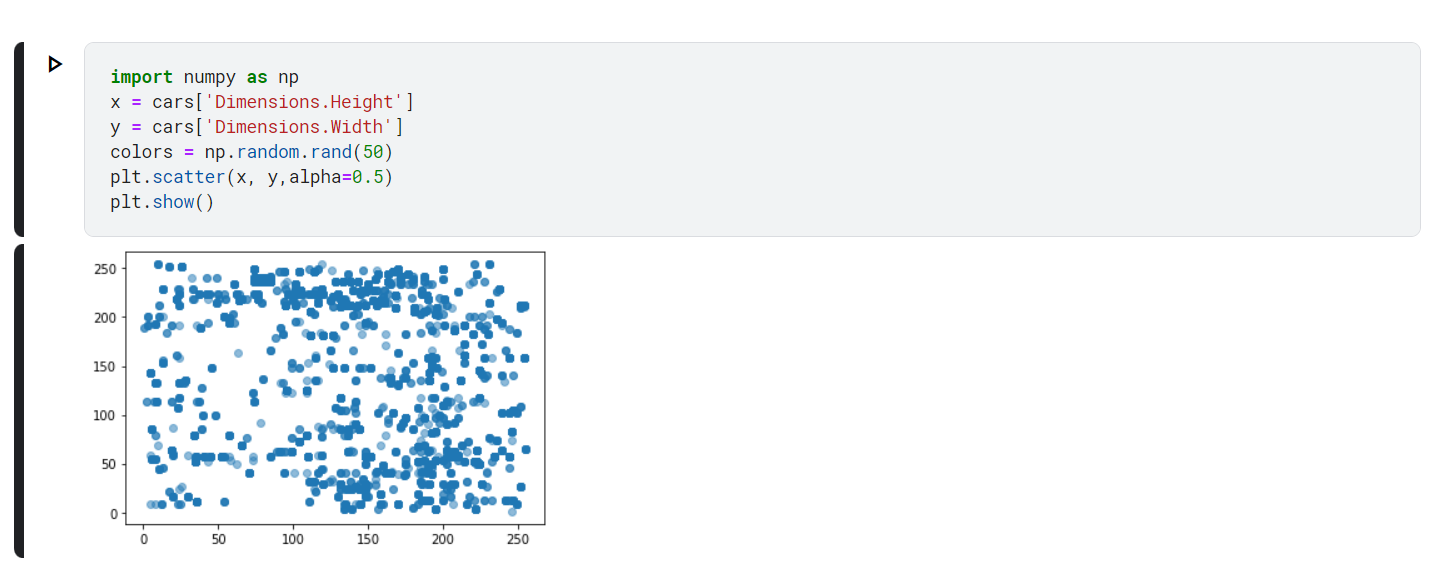 import numpy as np
x = cars['Dimensions.Height']
y = cars['Dimensions.Width']
colors = np.random.rand(50)
plt.scatter(x, y,alpha=0.5)
plt.show()
250
200
150
100
50
0
0 50 100 150 200 250